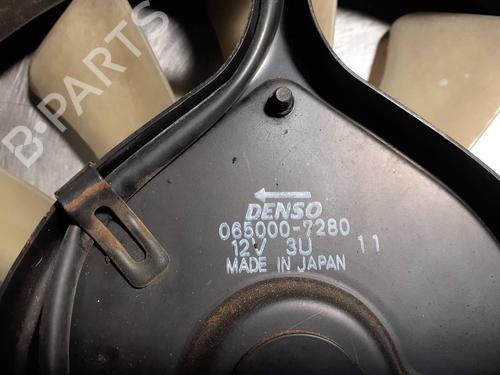 DENSO
065000-7280
12V 3U 11
MADE IN JAPAN
B-PARTS